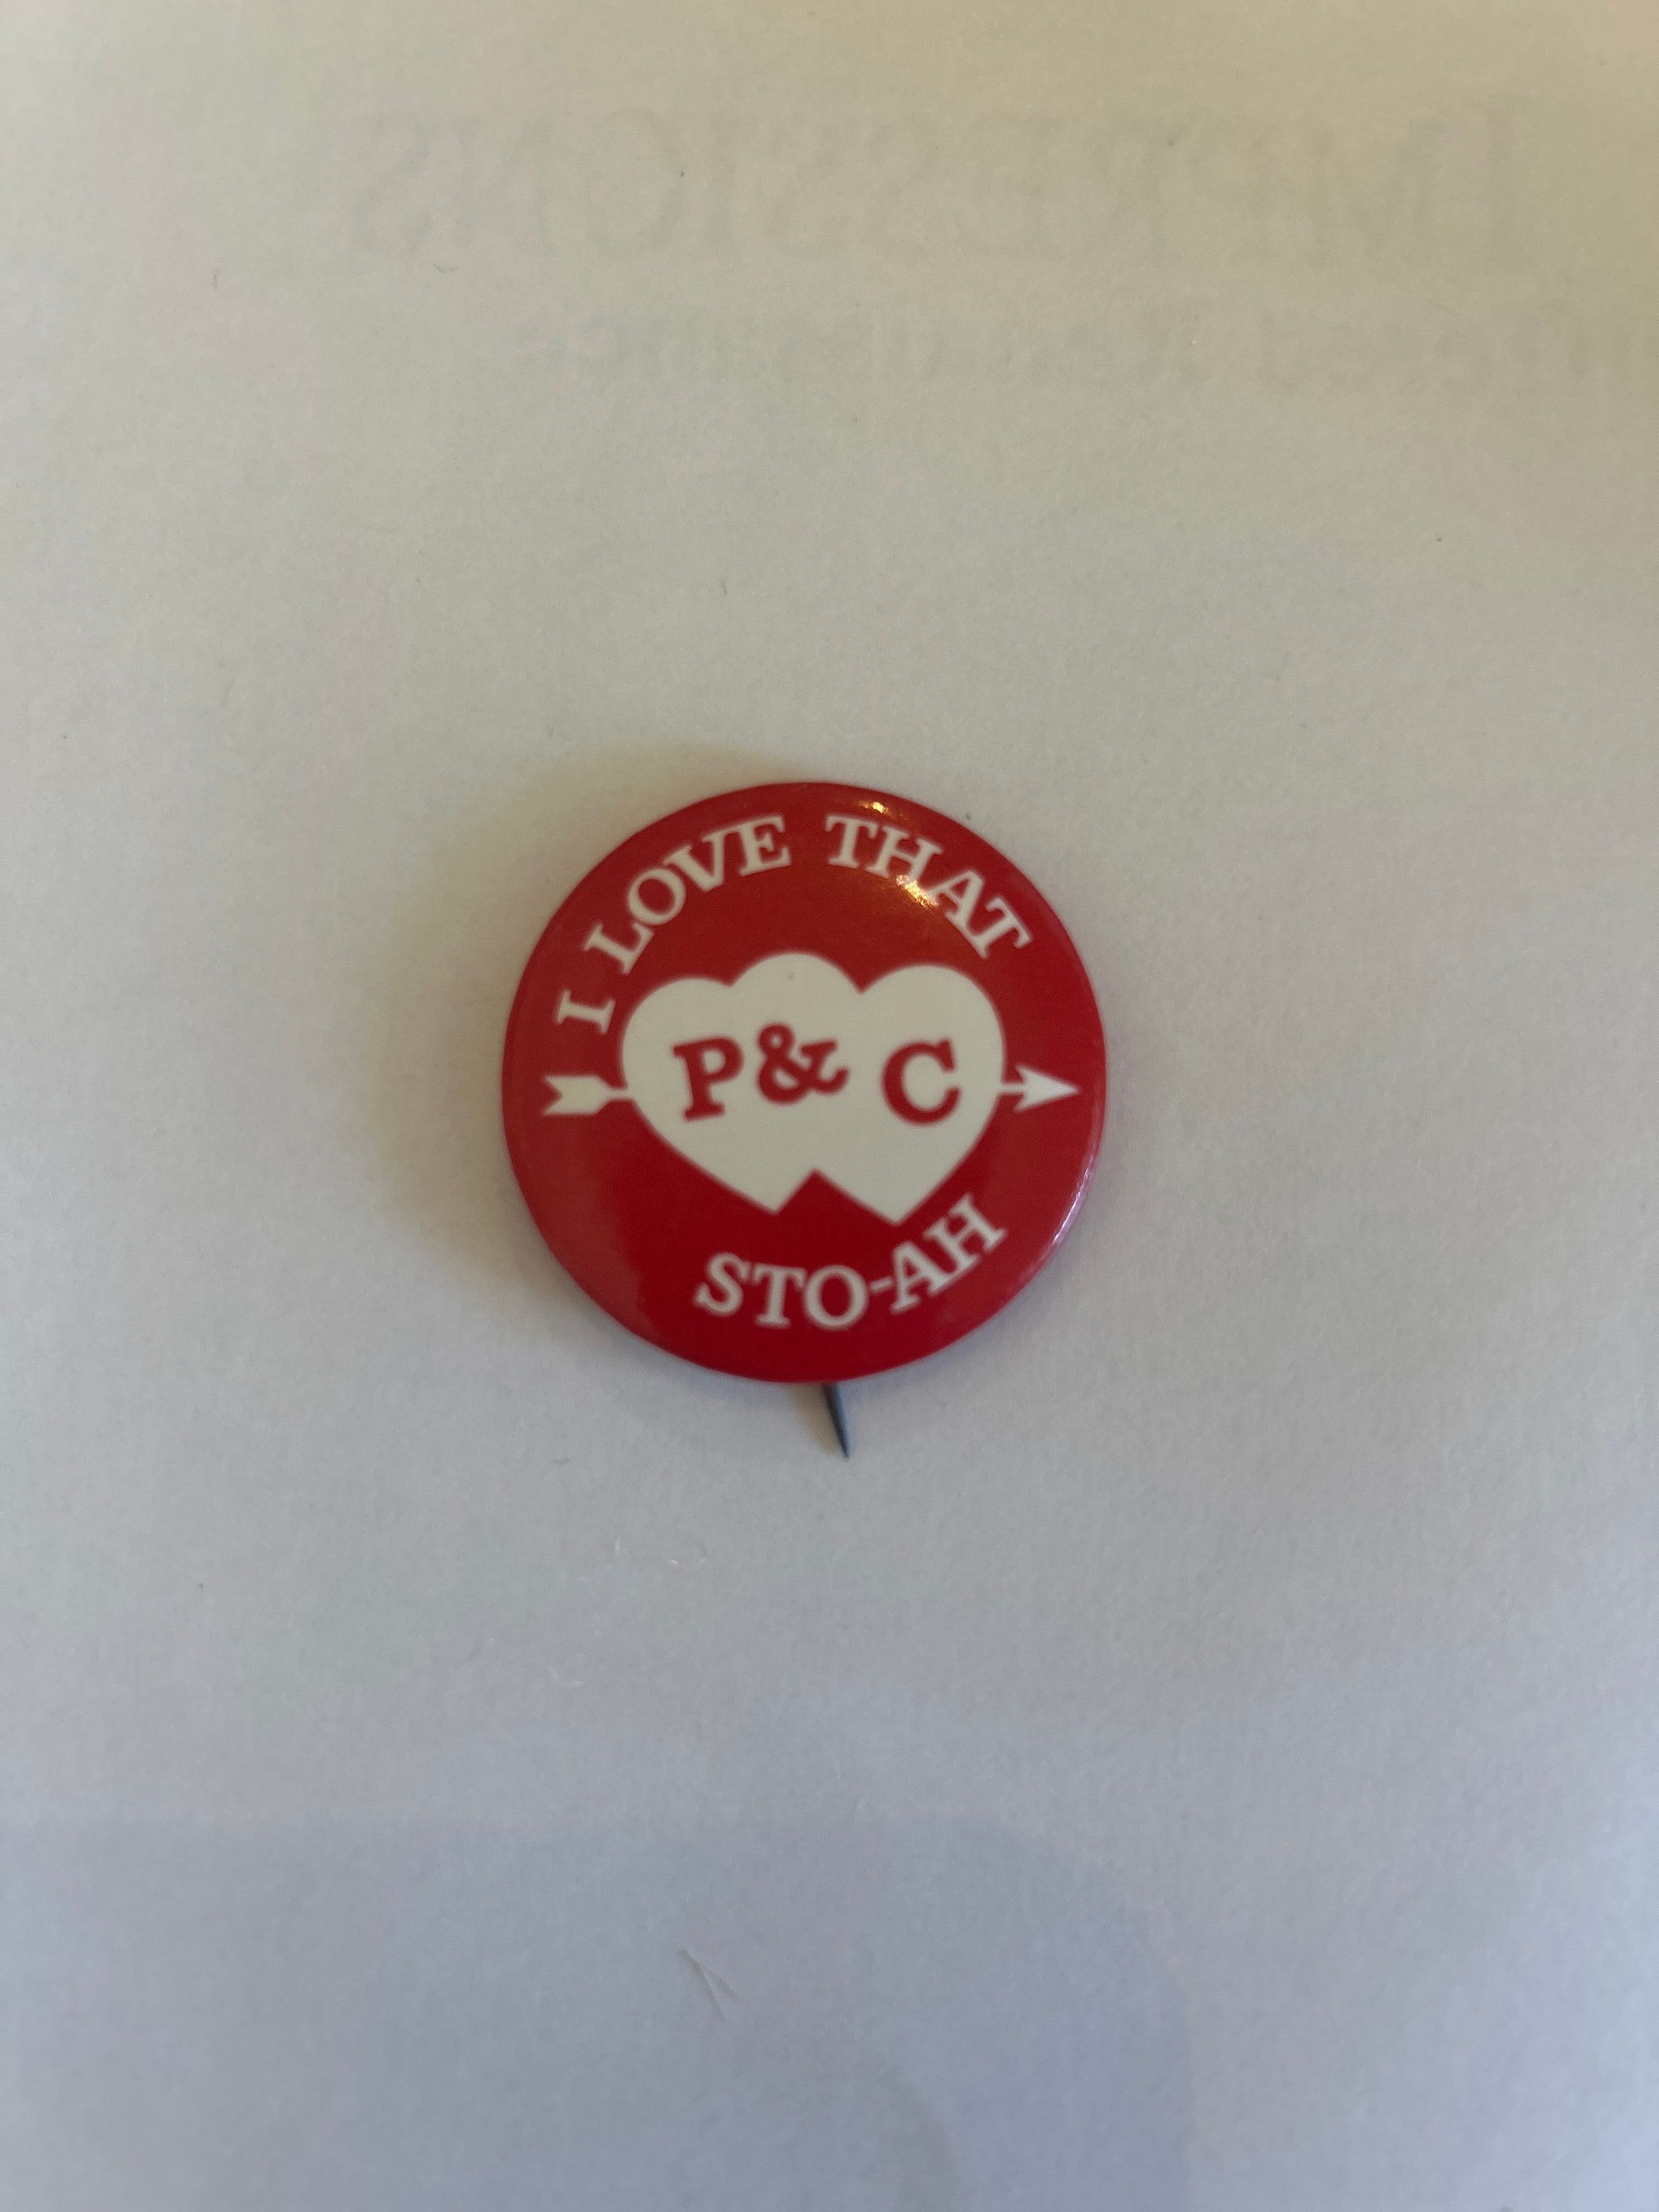 I LOVE THAT
P& C
STO-AH